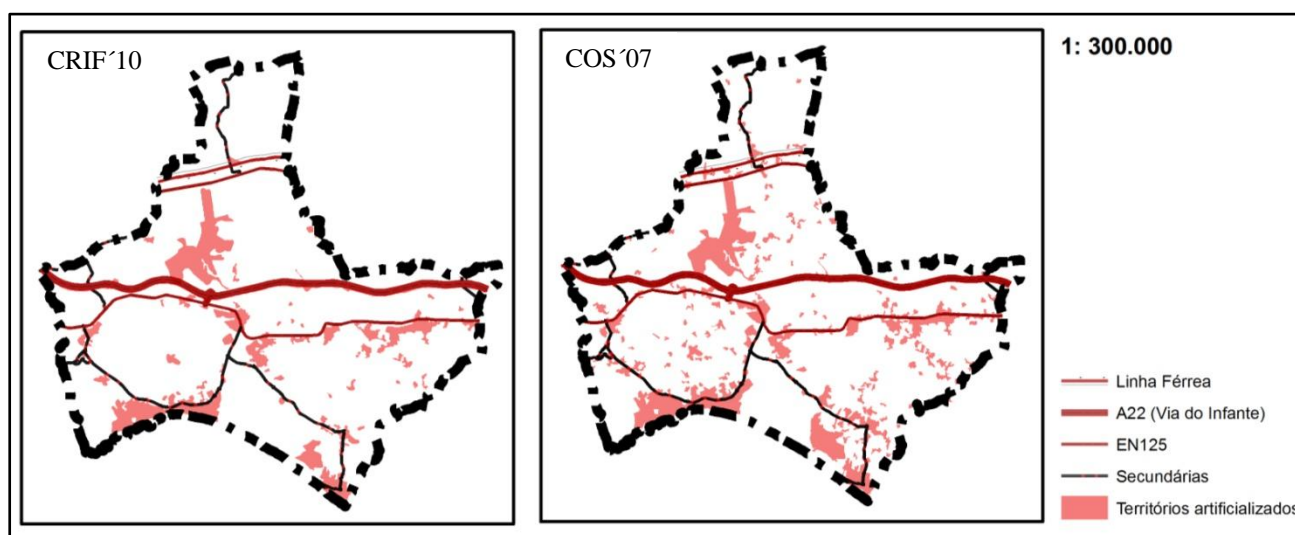 CRIF´10
COS´07
1: 300.000
Linha Férrea
A22 (Via do Infante)
EN125
Secundárias
Territórios artificializados